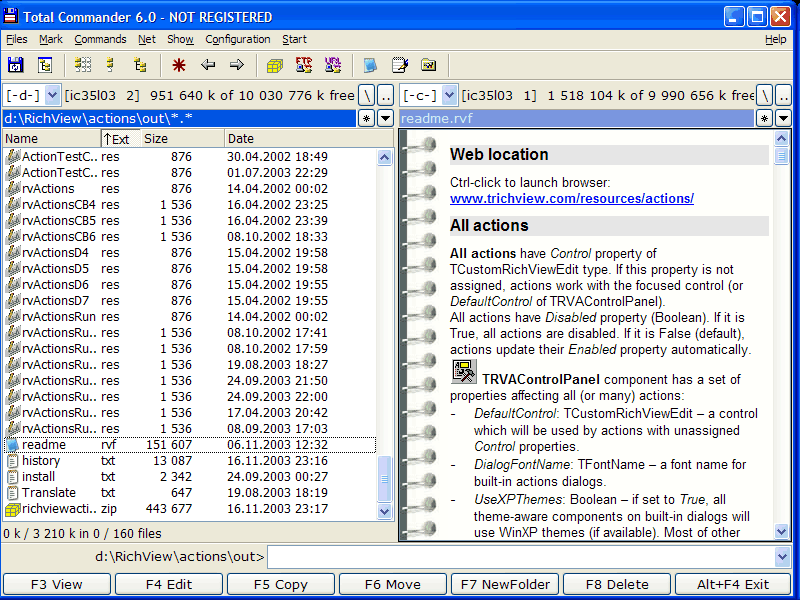 Total Commander 6.0 - NOT REGISTERED
Files Mark Commands Net Show Configuration Start Help
FTP URL
[-d-] [ic35l03 2] 951 640 k of 10 030 776 k free \ .. [-c-] [ic35l03 1] 1 518 104 k of 9 990 656 k free \ ..
d:\RichView\actions\out\*.* * readme.rvf *
Name ↑Ext Size Date
ActionTestC.. res 876 30.04.2002 18:49
ActionTestC.. res 876 01.07.2003 22:29
rvActions res 876 14.04.2002 00:02
rvActionsCB4 res 1 536 16.04.2002 23:25
rvActionsCB5 res 1 536 16.04.2002 23:39
rvActionsCB6 res 1 536 08.10.2002 18:33
rvActionsD4 res 876 15.04.2002 19:58
rvActionsD5 res 876 15.04.2002 19:58
rvActionsD6 res 876 15.04.2002 19:55
rvActionsD7 res 876 15.04.2002 19:55
rvActionsRun res 876 14.04.2002 00:02
rvActionsRu.. res 1 536 08.10.2002 17:41
rvActionsRu.. res 1 536 08.10.2002 17:59
rvActionsRu.. res 1 536 19.08.2003 18:27
rvActionsRu.. res 1 536 24.09.2003 21:50
rvActionsRu.. res 1 536 24.09.2003 22:00
rvActionsRu.. res 1 536 17.04.2003 20:42
rvActionsRu.. res 1 536 08.09.2003 17:03
readme rvf 151 607 06.11.2003 12:32
history txt 13 087 16.11.2003 23:16
install txt 2 342 24.09.2003 00:27
Translate txt 647 19.08.2003 18:19
richviewacti.. zip 443 677 16.11.2003 23:17
0 k / 3 210 k in 0 / 160 files
Web location
Ctrl-click to launch browser:
www.trichview.com/resources/actions/
All actions
All actions have Control property of
TCustomRichViewEdit type. If this property is not
assigned, actions work with the focused control (or
DefaultControl of TRVAControlPanel).
All actions have Disabled property (Boolean). If it is
True, all actions are disabled. If it is False (default),
actions update their Enabled property automatically.
TRVAControlPanel component has a set of
properties affecting all (or many) actions:
- DefaultControl: TCustomRichViewEdit – a control
which will be used by actions with unassigned
Control properties.
- DialogFontName: TFontName – a font name for
built-in actions dialogs.
- UseXPThemes: Boolean – if set to True, all
theme-aware components on built-in dialogs will
use WinXP themes (if available). Most of other
d:\RichView\actions\out>
F3 View F4 Edit F5 Copy F6 Move F7 NewFolder F8 Delete Alt+F4 Exit